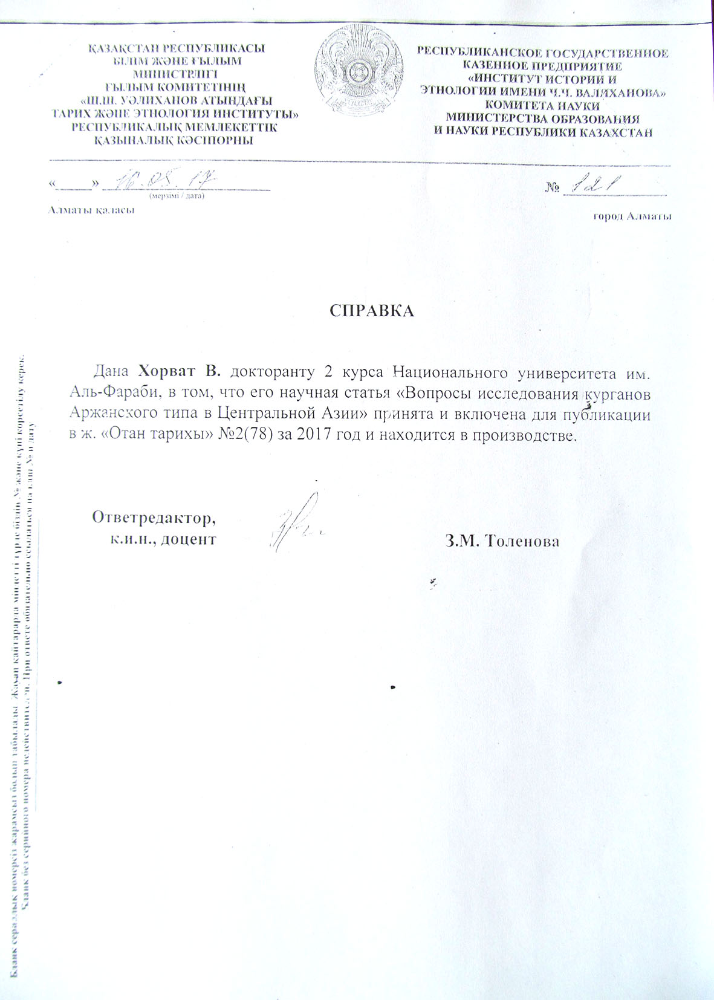 ҚАЗАҚСТАН РЕСПУБЛИКАСЫ
БІЛІМ ЖӘНЕ ҒЫЛЫМ
МИНИСТРЛІГІ
ҒЫЛЫМ КОМИТЕТІНІҢ
«Ш.Ш. УӘЛИХАНОВ АТЫНДАҒЫ
ТАРИХ ЖӘНЕ ЭТНОЛОГИЯ ИНСТИТУТЫ»
РЕСПУБЛИКАЛЫҚ МЕМЛЕКЕТТІК
ҚАЗЫНАЛЫҚ КӘСІПОРНЫ
РЕСПУБЛИКАНСКОЕ ГОСУДАРСТВЕННОЕ
КАЗЕННОЕ ПРЕДПРИЯТИЕ
«ИНСТИТУТ ИСТОРИИ И
ЭТНОЛОГИИ ИМЕНИ Ч.Ч. ВАЛИХАНОВА»
КОМИТЕТА НАУКИ
МИНИСТЕРСТВА ОБРАЗОВАНИЯ
И НАУКИ РЕСПУБЛИКИ КАЗАХСТАН
«_____» 16.05.17
(мерзімі / дата)
№ 121
Алматы қаласы
город Алматы
СПРАВКА
Дана Хорват В. докторанту 2 курса Национального университета им.
Аль-Фараби, в том, что его научная статья «Вопросы исследования курганов
Аржанского типа в Центральной Азии» принята и включена для публикации
в ж. «Отан тарихы» №2(78) за 2017 год и находится в производстве.
Ответредактор,
к.и.н., доцент
З.М. Толенова
Бланк сериялық номерсіз жарамсыз болып табылады. Жауап қайтарарда міндетті түрде біздің № және күні көрсетілу керек.
Бланк без серийного номера недействителен. При ответе обязательно ссылаться на наш № и дату